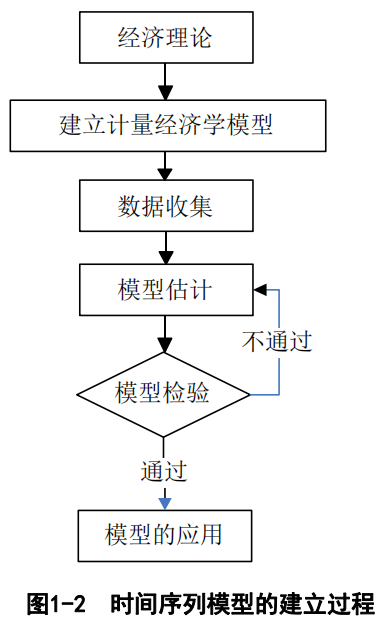 经济理论
建立计量经济学模型
数据收集
模型估计
不通过
模型检验
通过
模型的应用
图1-2 时间序列模型的建立过程